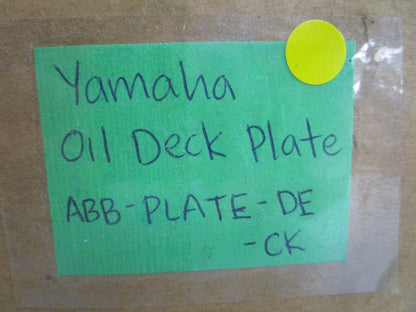 Yamaha
Oil Deck Plate
ABB-PLATE-DE
-CK